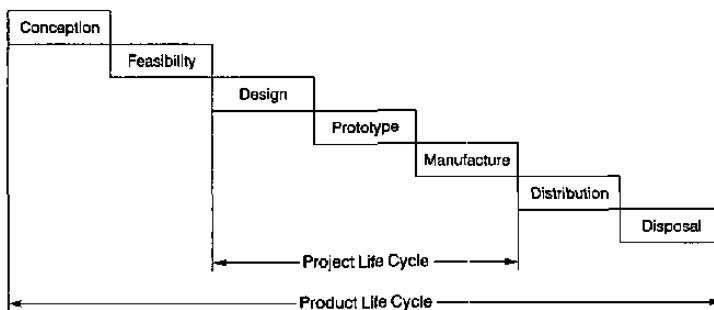 Conception
Feasibility
Design
Prototype
Manufacture
Distribution
Disposal
Project Life Cycle
Product Life Cycle